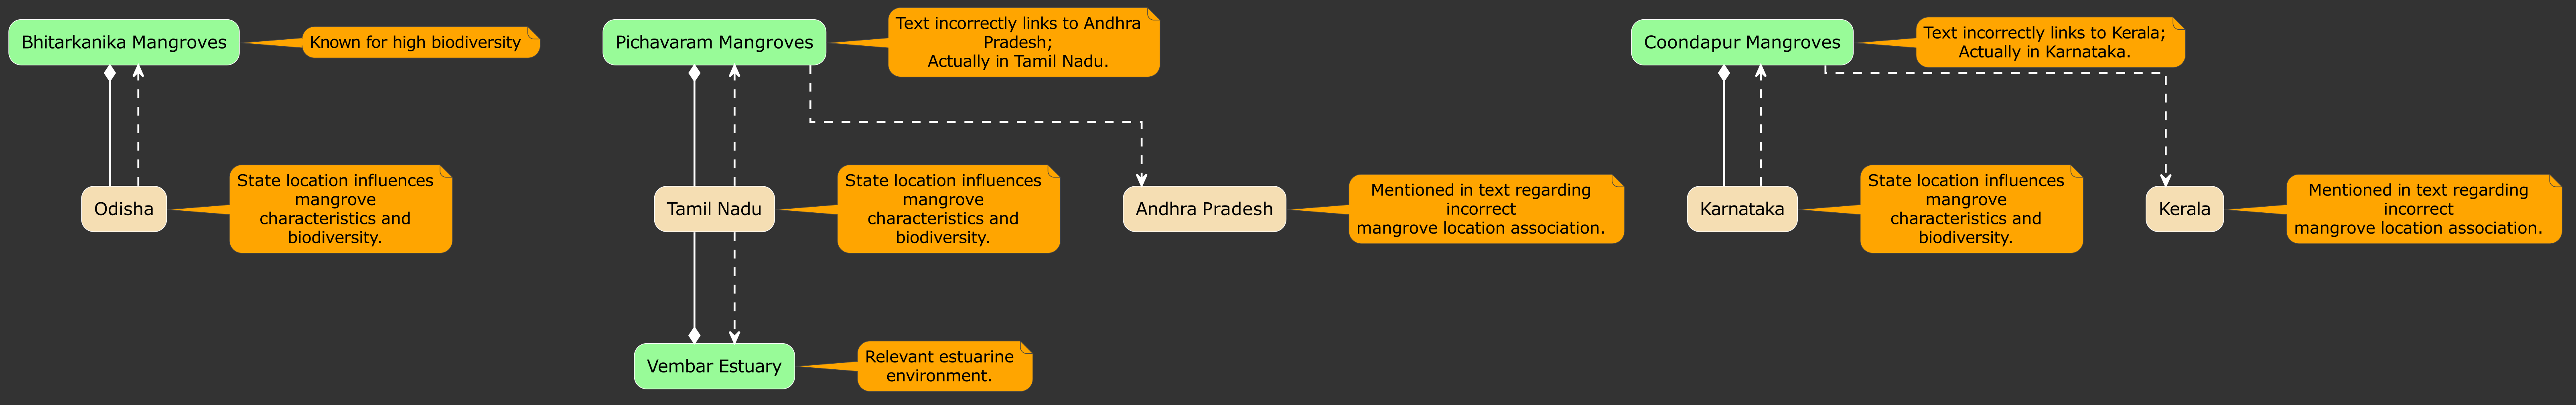 Bhitarkanika Mangroves
Known for high biodiversity
Pichavaram Mangroves
Text incorrectly links to Andhra
Pradesh;
Actually in Tamil Nadu.
Coondapur Mangroves
Text incorrectly links to Kerala;
Actually in Karnataka.
Odisha
State location influences
mangrove
characteristics and
biodiversity.
Tamil Nadu
State location influences
mangrove
characteristics and
biodiversity.
Andhra Pradesh
Mentioned in text regarding
incorrect
mangrove location association.
Karnataka
State location influences
mangrove
characteristics and
biodiversity.
Kerala
Mentioned in text regarding
incorrect
mangrove location association.
Vembar Estuary
Relevant estuarine
environment.